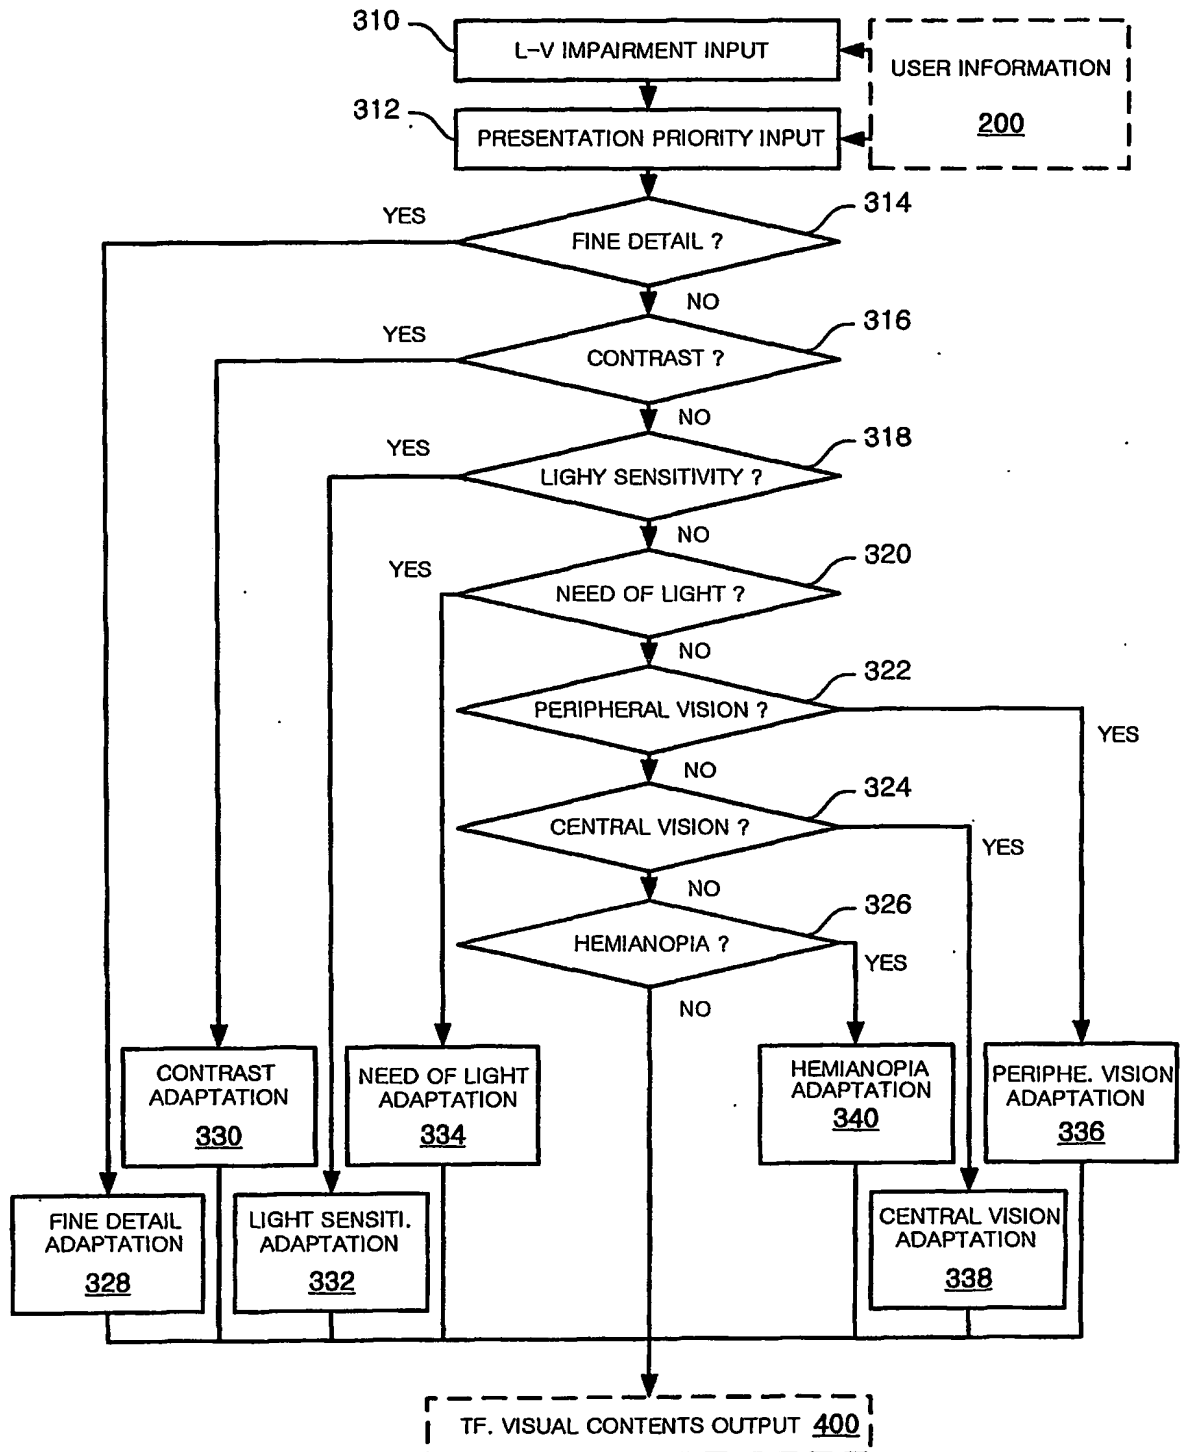 310
L-V IMPAIRMENT INPUT
USER INFORMATION
200
312
PRESENTATION PRIORITY INPUT
314
YES
FINE DETAIL ?
NO
316
YES
CONTRAST ?
NO
318
YES
LIGHY SENSITIVITY ?
NO
320
YES
NEED OF LIGHT ?
NO
322
PERIPHERAL VISION ?
YES
NO
324
CENTRAL VISION ?
YES
NO
326
HEMIANOPIA ?
YES
NO
CONTRAST
ADAPTATION
330
NEED OF LIGHT
ADAPTATION
334
HEMIANOPIA
ADAPTATION
340
PERIPHE. VISION
ADAPTATION
336
FINE DETAIL
ADAPTATION
328
LIGHT SENSITI.
ADAPTATION
332
CENTRAL VISION
ADAPTATION
338
TF. VISUAL CONTENTS OUTPUT 400